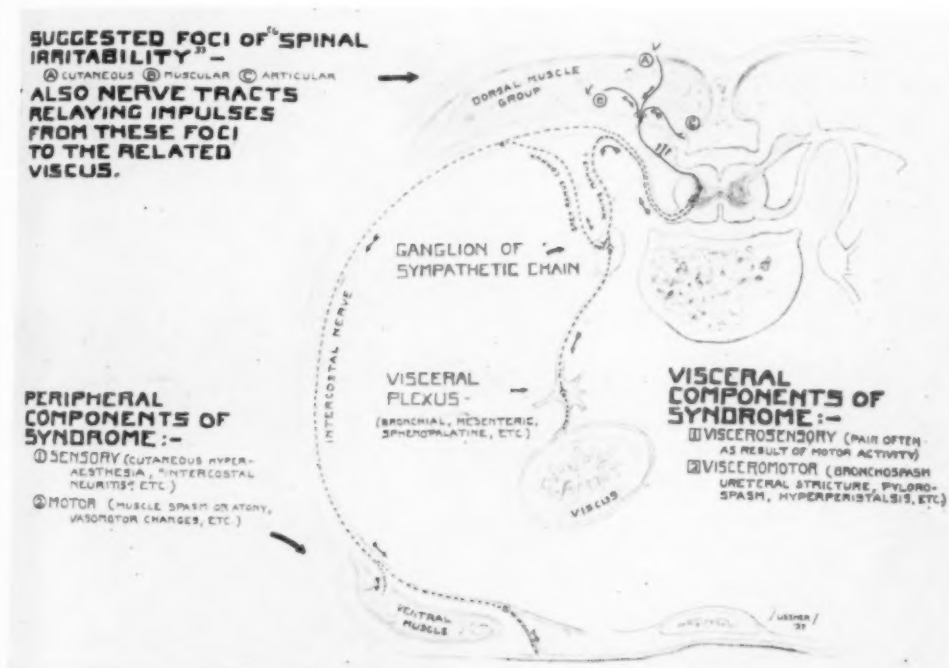 SUGGESTED FOCI OF "SPINAL
IRRITABILITY" –
Ⓐ CUTANEOUS Ⓑ MUSCULAR Ⓒ ARTICULAR
ALSO NERVE TRACTS
RELAYING IMPULSES
FROM THESE FOCI
TO THE RELATED
VISCUS.
DORSAL MUSCLE
GROUP
A
B
C
GANGLION OF
SYMPATHETIC CHAIN
INTERCOSTAL NERVE
VISCERAL
PLEXUS –
(BRONCHIAL, MESENTERIC,
SPHENOPALATINE, ETC.)
VISCUS
PERIPHERAL
COMPONENTS OF
SYNDROME:–
① SENSORY (CUTANEOUS HYPER-
AESTHESIA, "INTERCOSTAL
NEURITIS" ETC)
② MOTOR (MUSCLE SPASM OR ATONY,
VASOMOTOR CHANGES, ETC.)
VISCERAL
COMPONENTS OF
SYNDROME:–
① VISCEROSENSORY (PAIN OFTEN
AS RESULT OF MOTOR ACTIVITY)
② VISCEROMOTOR (BRONCHOSPASM
URETERAL STRICTURE, PYLORO-
SPASM, HYPERPERISTALSIS, ETC)
VENTRAL
MUSCLE
/USSHER/